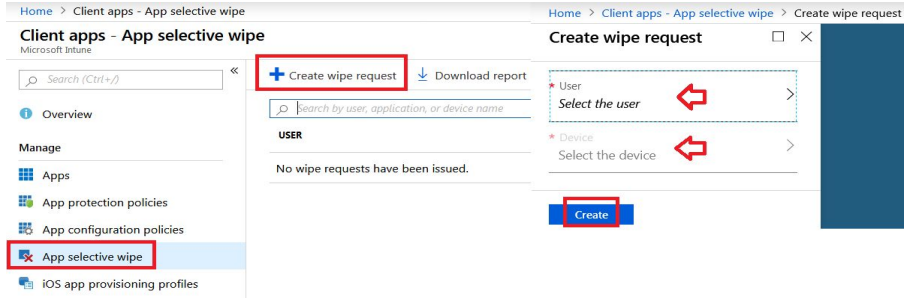 Home > Client apps - App selective wipe
Client apps - App selective wipe
Microsoft Intune
Search (Ctrl+/)
«
Overview
Manage
Apps
App protection policies
App configuration policies
App selective wipe
iOS app provisioning profiles
+ Create wipe request
Download report
Search by user, application, or device name
USER
No wipe requests have been issued.
Home > Client apps - App selective wipe > Create wipe request
Create wipe request
* User
Select the user
* Device
Select the device
Create